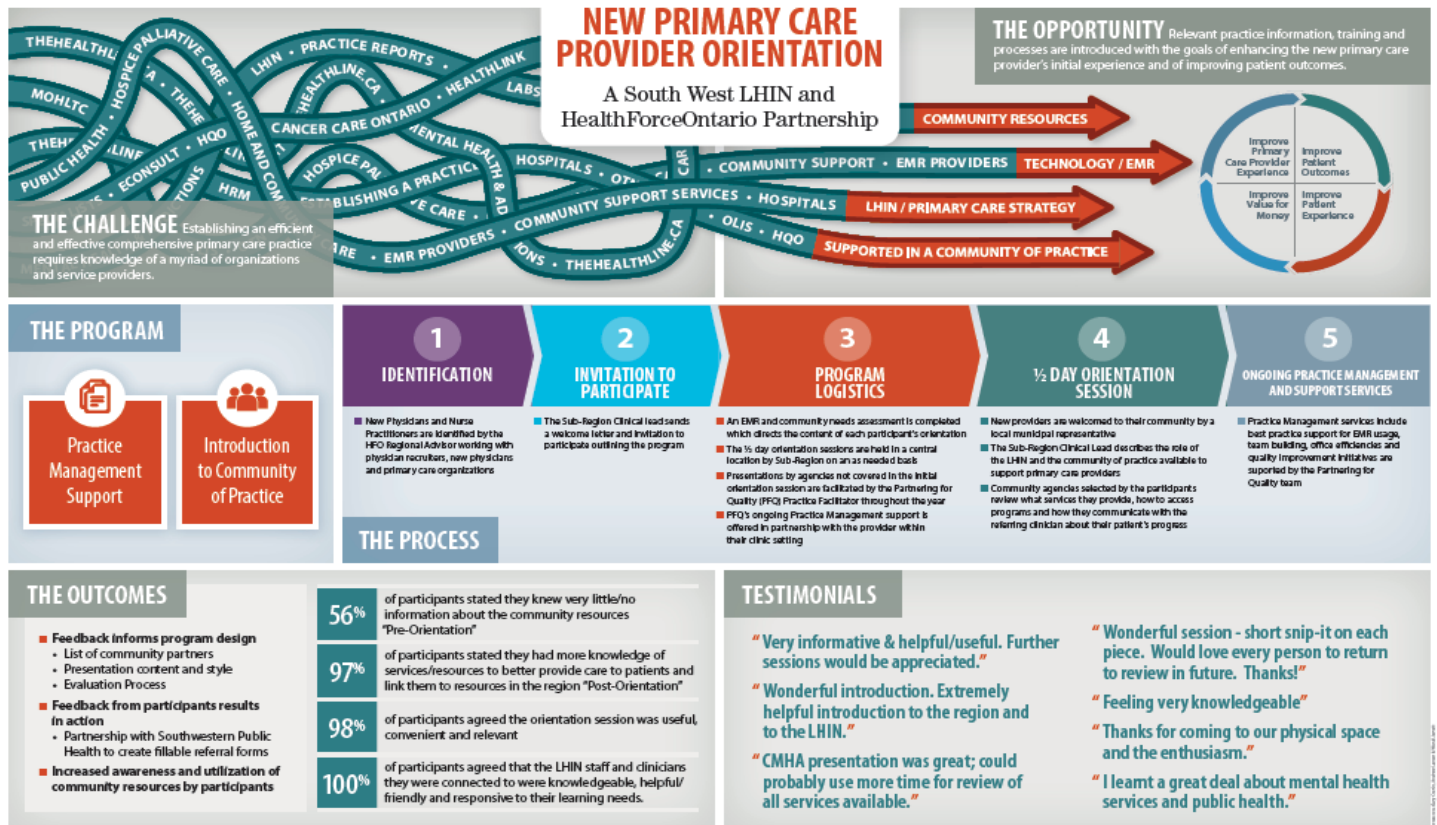 NEW PRIMARY CARE
PROVIDER ORIENTATION
A South West LHIN and
HealthForceOntario Partnership
THEHEALTHL
HOSPICE PALLIATIVE CARE • HOME AND COM
LHIN • PRACTICE REPORTS •
HEALTHLINE.CA
CANCER CARE ONTARIO • HEALTHLINK
LABS
MOHLTC
PUBLIC HEALTH •
• ECONSULT • HQO
HRM
HOSPICE PAL
MENTAL HEALTH & AD
ESTABLISHING A PRACTIC
HOSPITALS • OT
E CARE •
CAR
• EMR PROVIDERS • COMMUNITY SUPPORT SERVICES • HOSPITALS
IONS • THEHEALTHLINE.CA
• COMMUNITY SUPPORT • EMR PROVIDERS
• OLIS • HQO
COMMUNITY RESOURCES
TECHNOLOGY / EMR
LHIN / PRIMARY CARE STRATEGY
SUPPORTED IN A COMMUNITY OF PRACTICE
THE CHALLENGE Establishing an efficient
and effective comprehensive primary care practice
requires knowledge of a myriad of organizations
and service providers.
THE OPPORTUNITY Relevant practice information, training and
processes are introduced with the goals of enhancing the new primary care
provider's initial experience and of improving patient outcomes.
Improve
Primary
Care Provider
Experience
Improve
Patient
Outcomes
Improve
Value for
Money
Improve
Patient
Experience
THE PROGRAM
Practice
Management
Support
Introduction
to Community
of Practice
THE PROCESS
1
IDENTIFICATION
New Physicians and Nurse
Practitioners are identified by the
HFO Regional Advisor working with
physician recruiters, new physicians
and primary care organizations
2
INVITATION TO
PARTICIPATE
The Sub-Region Clinical lead sends
a welcome letter and invitation to
participate outlining the program
3
PROGRAM
LOGISTICS
An EMR and community needs assessment is completed
which directs the content of each participant's orientation
The ½ day orientation sessions are held in a central
location by Sub-Region on an as needed basis
Presentations by agencies not covered in the initial
orientation session are facilitated by the Partnering for
Quality (PFQ) Practice Facilitator throughout the year
PFQ's ongoing Practice Management support is
offered in partnership with the provider within
their clinic setting
4
½ DAY ORIENTATION
SESSION
New providers are welcomed to their community by a
local municipal representative
The Sub-Region Clinical Lead describes the role of
the LHIN and the community of practice available to
support primary care providers
Community agencies selected by the participants
review what services they provide, how to access
programs and how they communicate with the
referring clinician about their patient's progress
5
ONGOING PRACTICE MANAGEMENT
AND SUPPORT SERVICES
Practice Management services include
best practice support for EMR usage,
team building, office efficiencies and
quality improvement initiatives are
suported by the Partnering for
Quality team
THE OUTCOMES
Feedback informs program design
• List of community partners
• Presentation content and style
• Evaluation Process
Feedback from participants results
in action
• Partnership with Southwestern Public
Health to create fillable referral forms
Increased awareness and utilization of
community resources by participants
56%
of participants stated they knew very little/no
information about the community resources
"Pre-Orientation"
97%
of participants stated they had more knowledge of
services/resources to better provide care to patients and
link them to resources in the region "Post-Orientation"
98%
of participants agreed the orientation session was useful,
convenient and relevant
100%
of participants agreed that the LHIN staff and clinicians
they were connected to were knowledgeable, helpful/
friendly and responsive to their learning needs.
TESTIMONIALS
"Very informative & helpful/useful. Further
sessions would be appreciated."
"Wonderful introduction. Extremely
helpful introduction to the region and
to the LHIN."
"CMHA presentation was great; could
probably use more time for review of
all services available."
"Wonderful session - short snip-it on each
piece. Would love every person to return
to review in future. Thanks!"
"Feeling very knowledgeable"
"Thanks for coming to our physical space
and the enthusiasm."
"I learnt a great deal about mental health
services and public health."